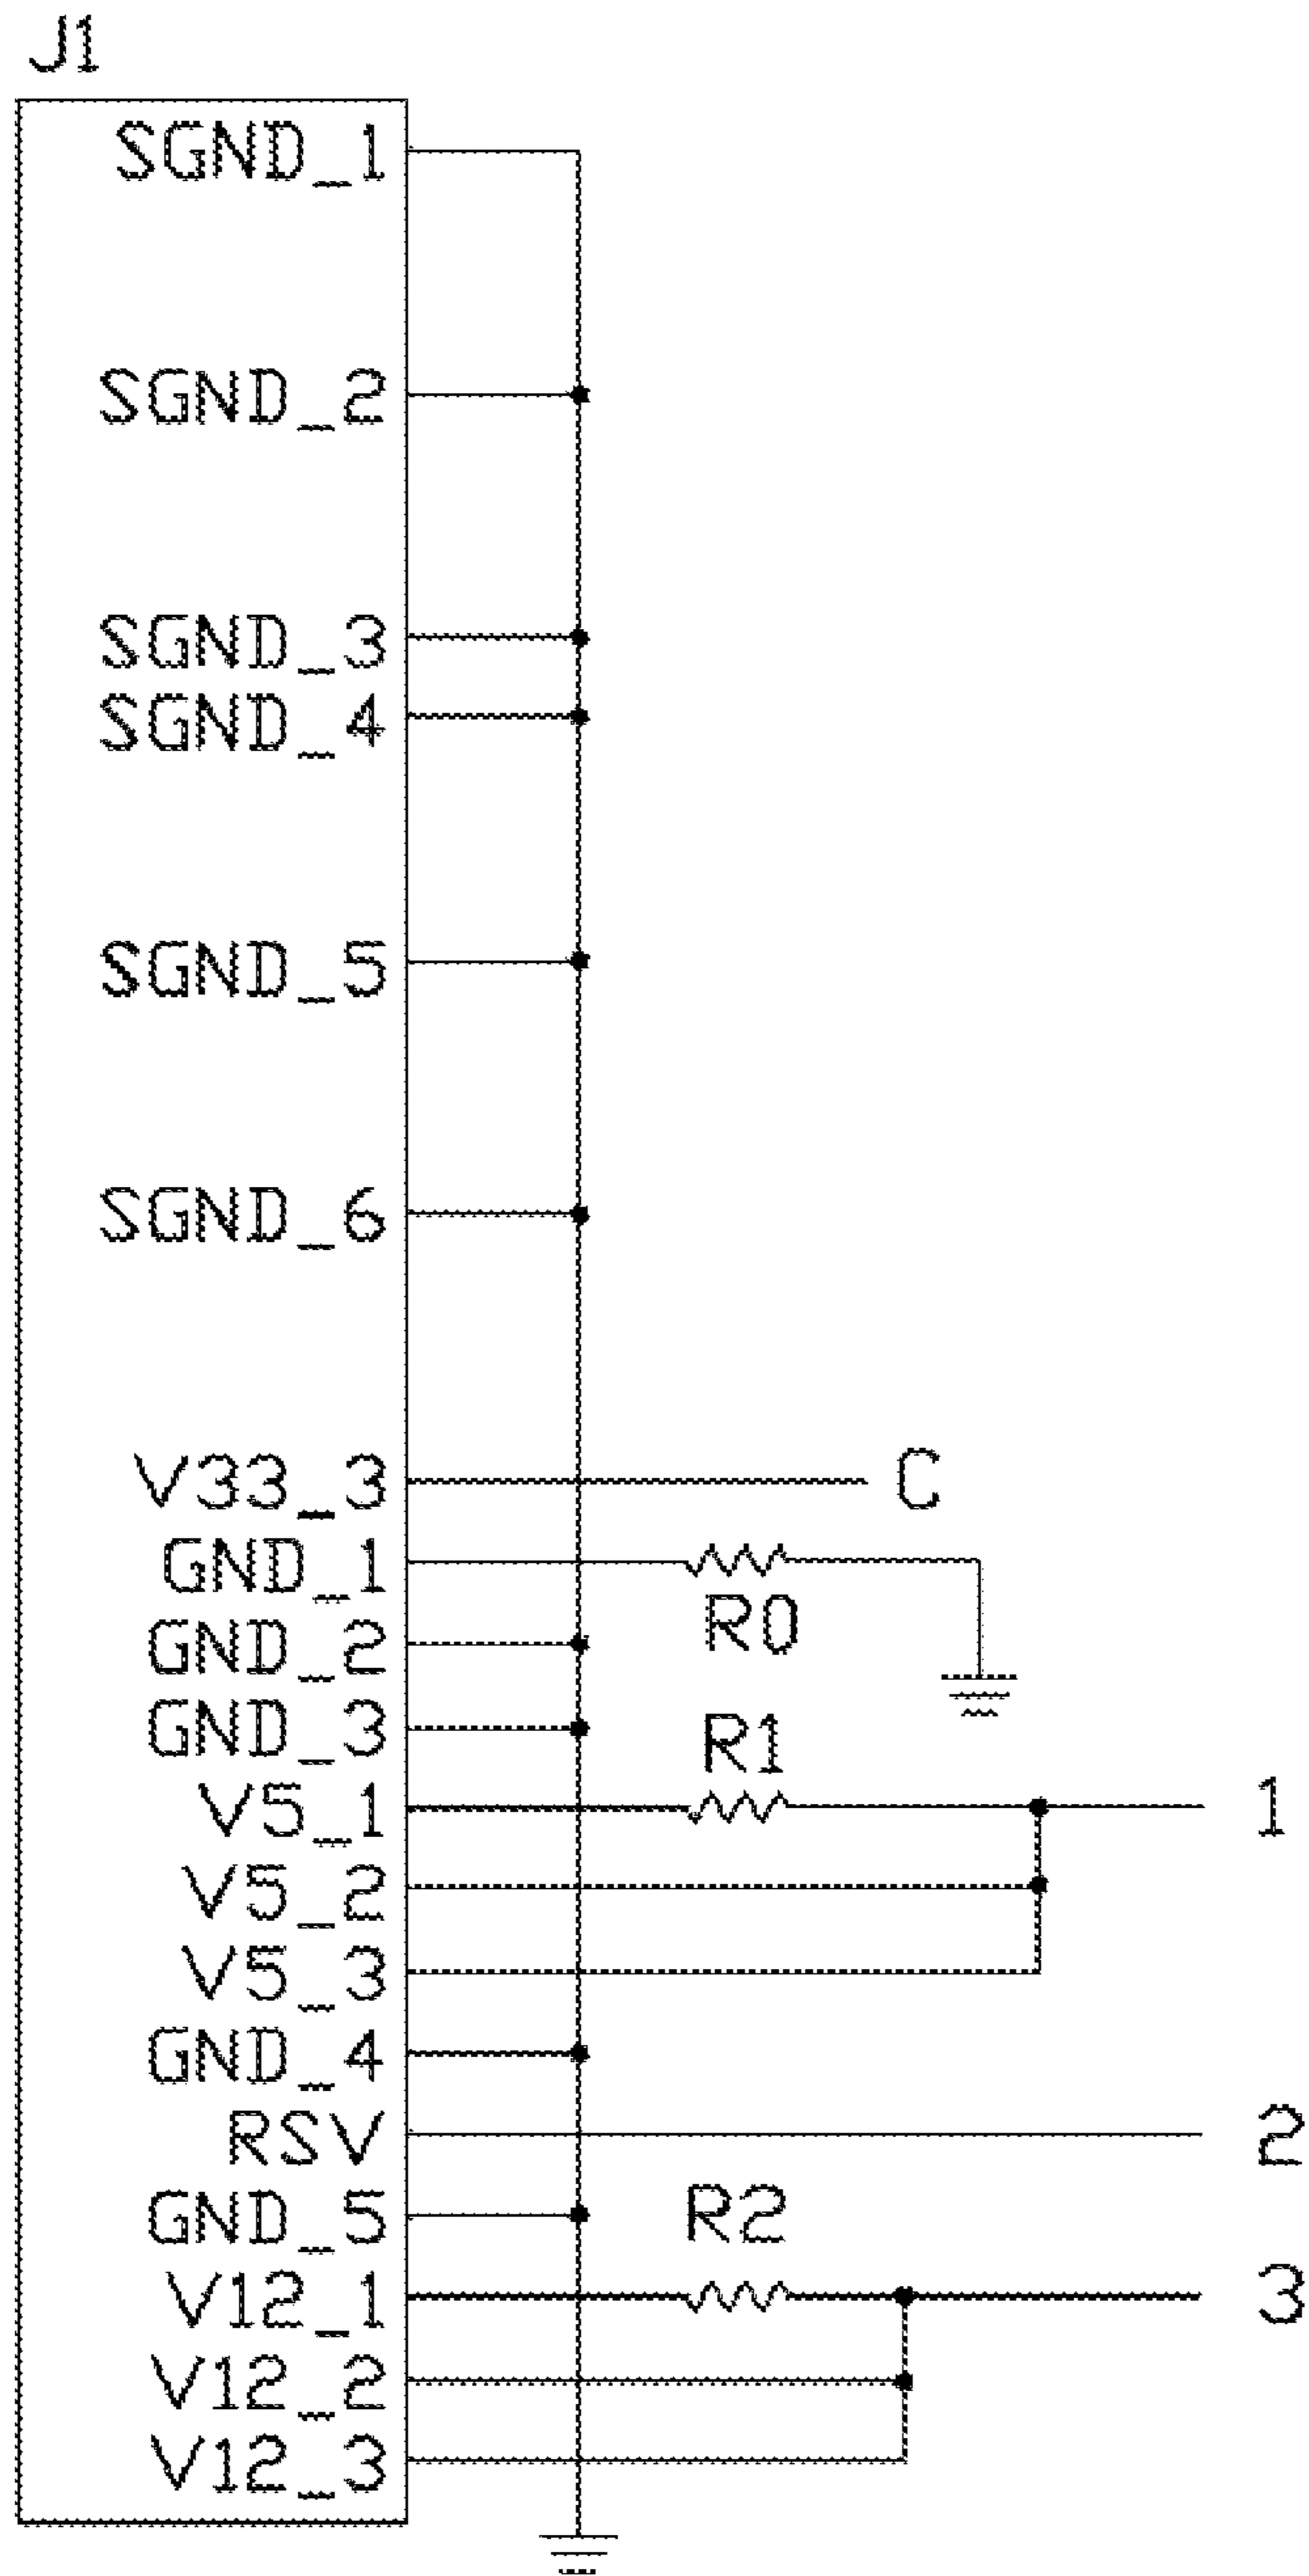 J1
SGND_1
SGND_2
SGND_3
SGND_4
SGND_5
SGND_6
V33_3 C
GND_1
R0
GND_2
GND_3 R1
V5_1 1
V5_2
V5_3
GND_4
RSV 2
GND_5 R2
V12_1 3
V12_2
V12_3